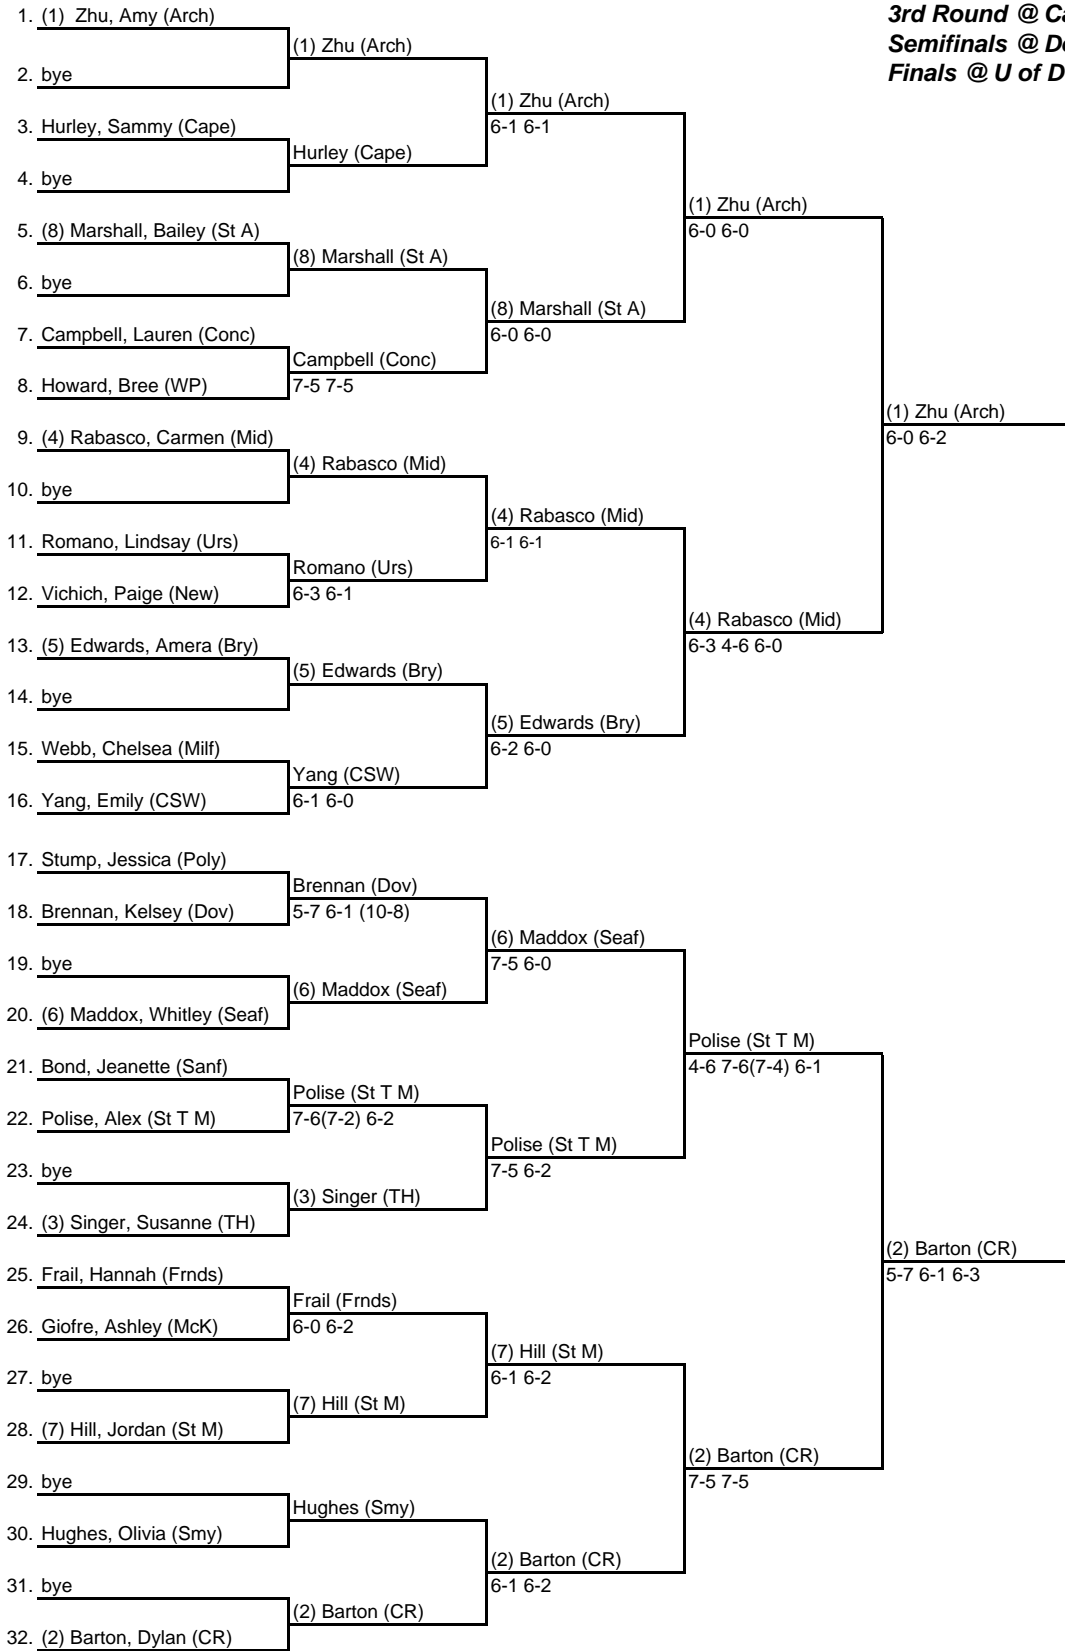 3rd Round @
Semifinals @
Finals @ U of
1. (1) Zhu, Amy (Arch)
(1) Zhu (Arch)
2. bye
(1) Zhu (Arch)
6-1 6-1
3. Hurley, Sammy (Cape)
Hurley (Cape)
4. bye
(1) Zhu (Arch)
6-0 6-0
5. (8) Marshall, Bailey (St A)
(8) Marshall (St A)
6. bye
(8) Marshall (St A)
6-0 6-0
7. Campbell, Lauren (Conc)
Campbell (Conc)
7-5 7-5
8. Howard, Bree (WP)
(1) Zhu (Arch)
6-0 6-2
9. (4) Rabasco, Carmen (Mid)
(4) Rabasco (Mid)
10. bye
(4) Rabasco (Mid)
6-1 6-1
11. Romano, Lindsay (Urs)
Romano (Urs)
6-3 6-1
12. Vichich, Paige (New)
(4) Rabasco (Mid)
6-3 4-6 6-0
13. (5) Edwards, Amera (Bry)
(5) Edwards (Bry)
14. bye
(5) Edwards (Bry)
6-2 6-0
15. Webb, Chelsea (Milf)
Yang (CSW)
6-1 6-0
16. Yang, Emily (CSW)
17. Stump, Jessica (Poly)
Brennan (Dov)
5-7 6-1 (10-8)
18. Brennan, Kelsey (Dov)
(6) Maddox (Seaf)
7-5 6-0
19. bye
(6) Maddox (Seaf)
20. (6) Maddox, Whitley (Seaf)
Polise (St T M)
4-6 7-6(7-4) 6-1
21. Bond, Jeanette (Sanf)
Polise (St T M)
7-6(7-2) 6-2
22. Polise, Alex (St T M)
Polise (St T M)
7-5 6-2
23. bye
(3) Singer (TH)
24. (3) Singer, Susanne (TH)
(2) Barton (CR)
5-7 6-1 6-3
25. Frail, Hannah (Frnds)
Frail (Frnds)
6-0 6-2
26. Giofre, Ashley (McK)
(7) Hill (St M)
6-1 6-2
27. bye
(7) Hill (St M)
28. (7) Hill, Jordan (St M)
(2) Barton (CR)
7-5 7-5
29. bye
Hughes (Smy)
30. Hughes, Olivia (Smy)
(2) Barton (CR)
6-1 6-2
31. bye
(2) Barton (CR)
32. (2) Barton, Dylan (CR)